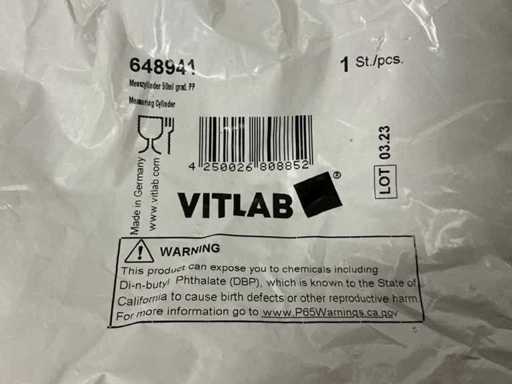 648941
1 St./pcs.
Messzylinder 50ml grad. PP
Measuring Cylinder
Made in Germany
www.vitlab.com
4 250026 808852
LOT 03.23
VITLAB®
WARNING
This product can expose you to chemicals including
Di-n-butyl Phthalate (DBP), which is known to the State of
California to cause birth defects or other reproductive harm
For more information go to www.P65Warnings.ca.gov